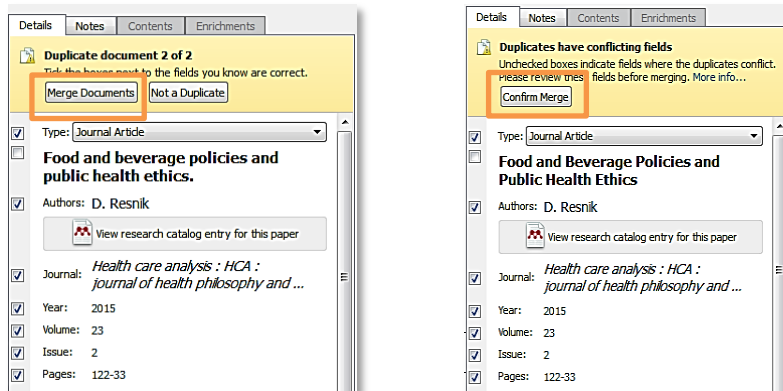 Details Notes Contents Enrichments
Duplicate document 2 of 2
Tick the boxes next to the fields you know are correct.
Merge Documents Not a Duplicate
Type: Journal Article
Food and beverage policies and
public health ethics.
Authors: D. Resnik
View research catalog entry for this paper
Journal: Health care analysis : HCA :
journal of health philosophy and ...
Year: 2015
Volume: 23
Issue: 2
Pages: 122-33
Details Notes Contents Enrichments
Duplicates have conflicting fields
Unchecked boxes indicate fields where the duplicates conflict.
Please review these fields before merging. More info...
Confirm Merge
Type: Journal Article
Food and Beverage Policies and
Public Health Ethics
Authors: D. Resnik
View research catalog entry for this paper
Journal: Health care analysis : HCA :
journal of health philosophy and ...
Year: 2015
Volume: 23
Issue: 2
Pages: 122-33